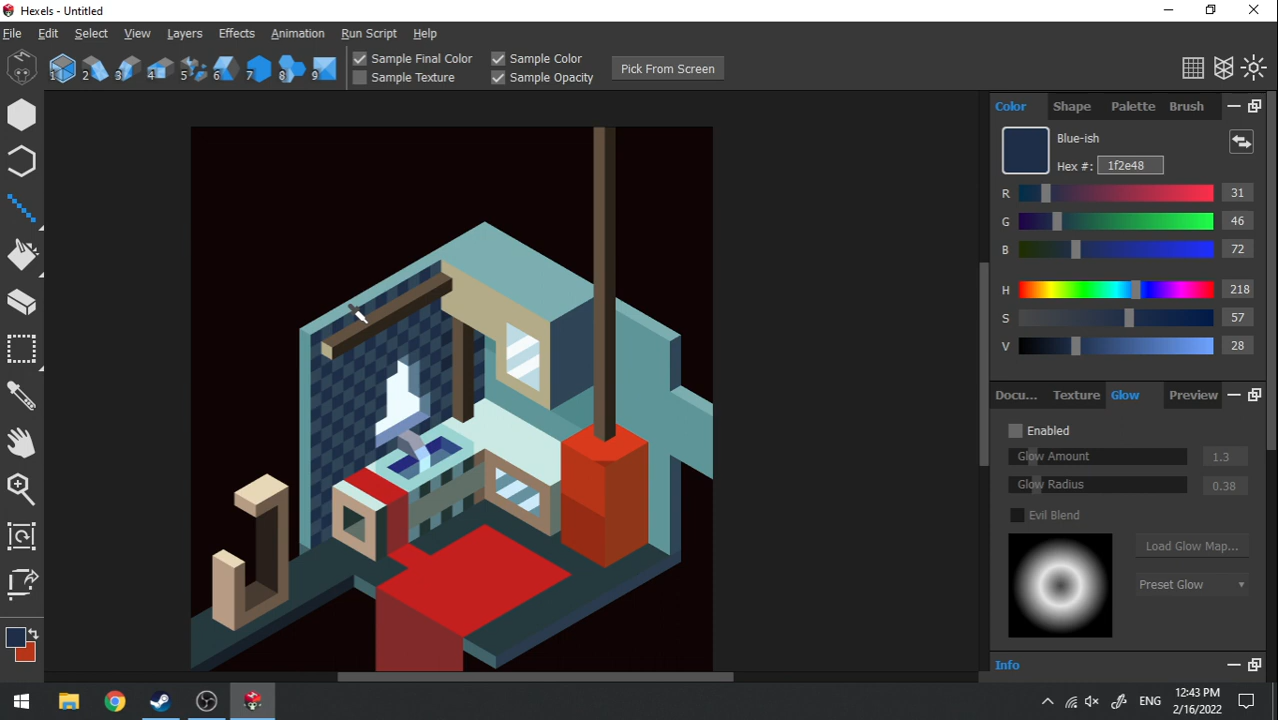 Hexels - Untitled
File Edit Select View Layers Effects Animation Run Script Help
1 2 3 4 5 6 7 8 9
Sample Final Color Sample Color
Sample Texture Sample Opacity
Pick From Screen
Color Shape Palette Brush
Blue-ish
Hex #: 1f2e48
R 31
G 46
B 72
H 218
S 57
V 28
Docu... Texture Glow Preview
Enabled
Glow Amount 1.3
Glow Radius 0.38
Evil Blend
Load Glow Map...
Preset Glow
Info
ENG
12:43 PM
2/16/2022